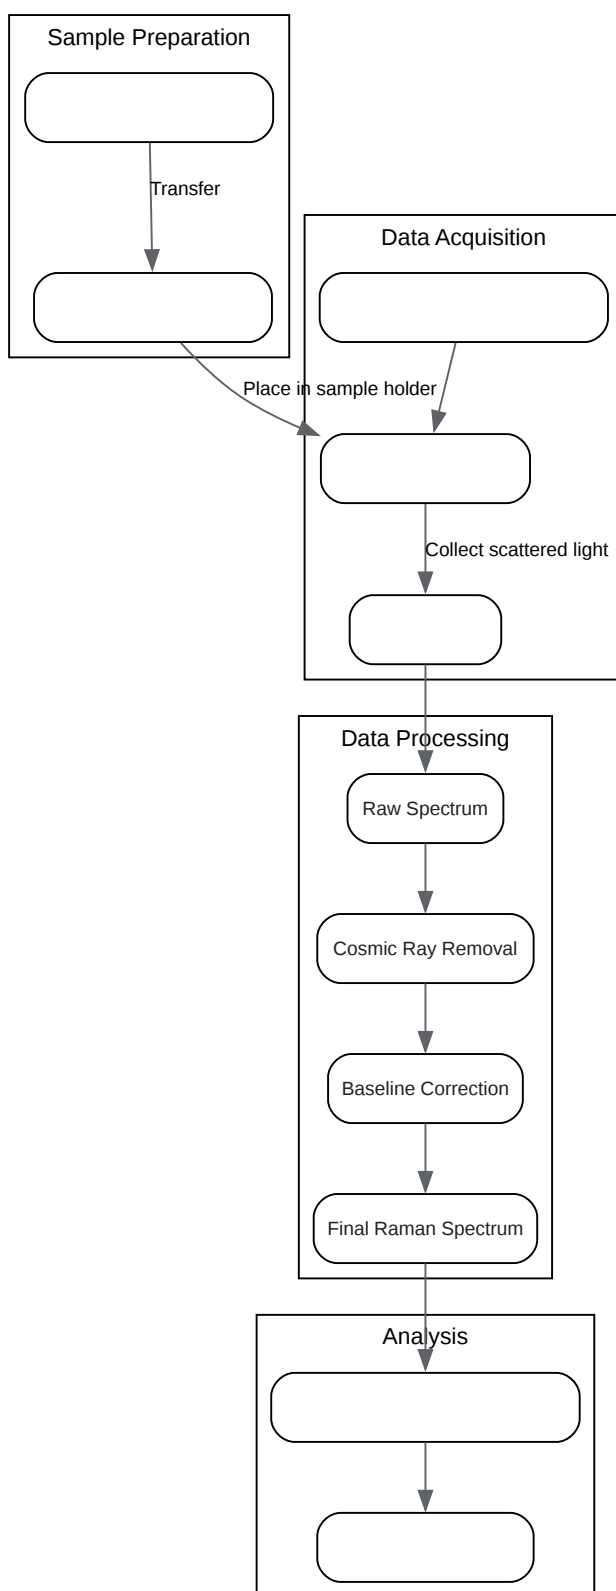 Sample Preparation
Transfer
Data Acquisition
Place in sample holder
Collect scattered light
Data Processing
Raw Spectrum
Cosmic Ray Removal
Baseline Correction
Final Raman Spectrum
Analysis